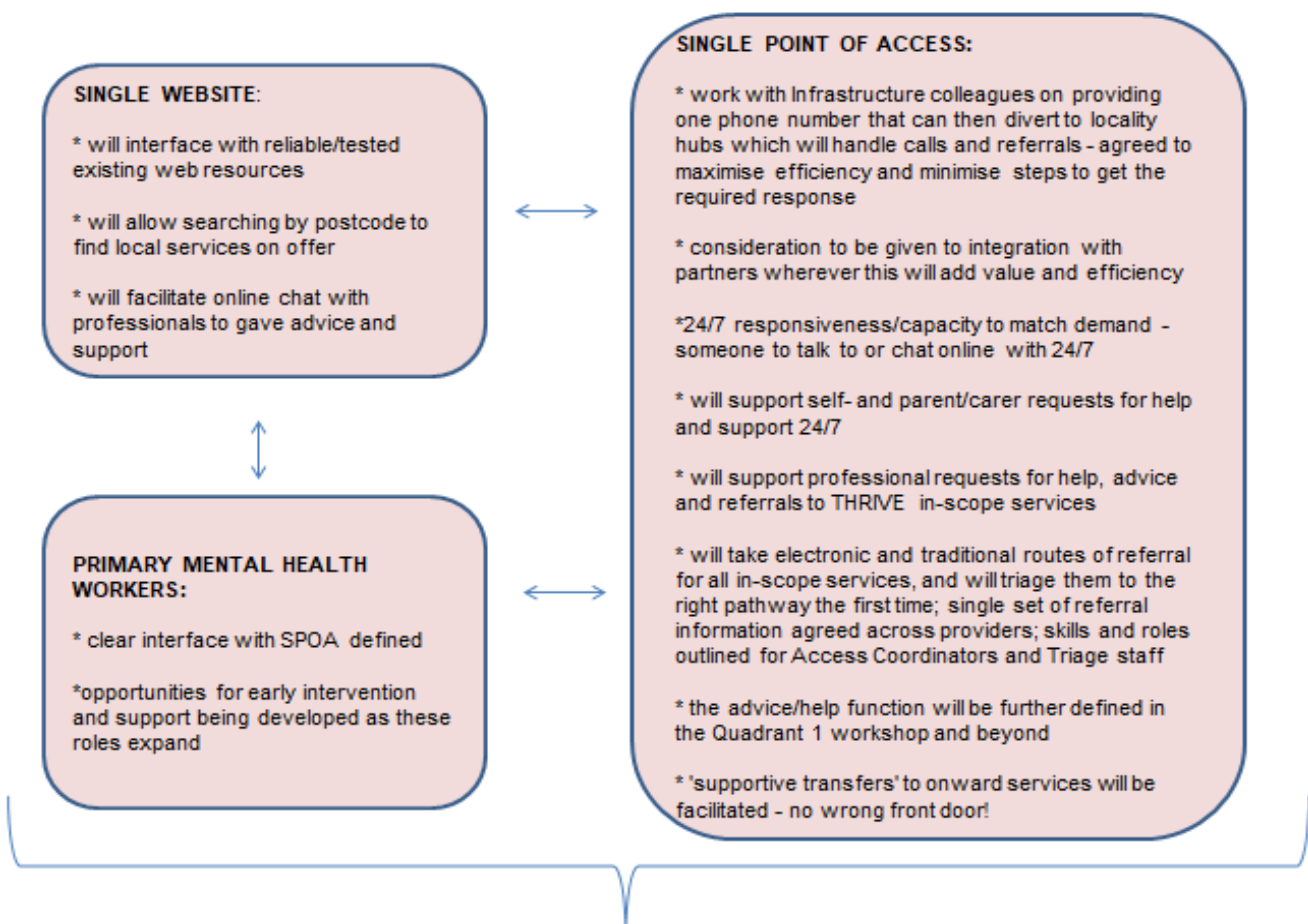 SINGLE WEBSITE:
* will interface with reliable/tested
existing web resources
* will allow searching by postcode to
find local services on offer
* will facilitate online chat with
professionals to gave advice and
support
PRIMARY MENTAL HEALTH
WORKERS:
* clear interface with SPOA defined
*opportunities for early intervention
and support being developed as these
roles expand
SINGLE POINT OF ACCESS:
* work with Infrastructure colleagues on providing
one phone number that can then divert to locality
hubs which will handle calls and referrals - agreed to
maximise efficiency and minimise steps to get the
required response
* consideration to be given to integration with
partners wherever this will add value and efficiency
*24/7 responsiveness/capacity to match demand -
someone to talk to or chat online with 24/7
* will support self- and parent/carer requests for help
and support 24/7
* will support professional requests for help, advice
and referrals to THRIVE in-scope services
* will take electronic and traditional routes of referral
for all in-scope services, and will triage them to the
right pathway the first time; single set of referral
information agreed across providers; skills and roles
outlined for Access Coordinators and Triage staff
* the advice/help function will be further defined in
the Quadrant 1 workshop and beyond
* 'supportive transfers' to onward services will be
facilitated - no wrong front door!